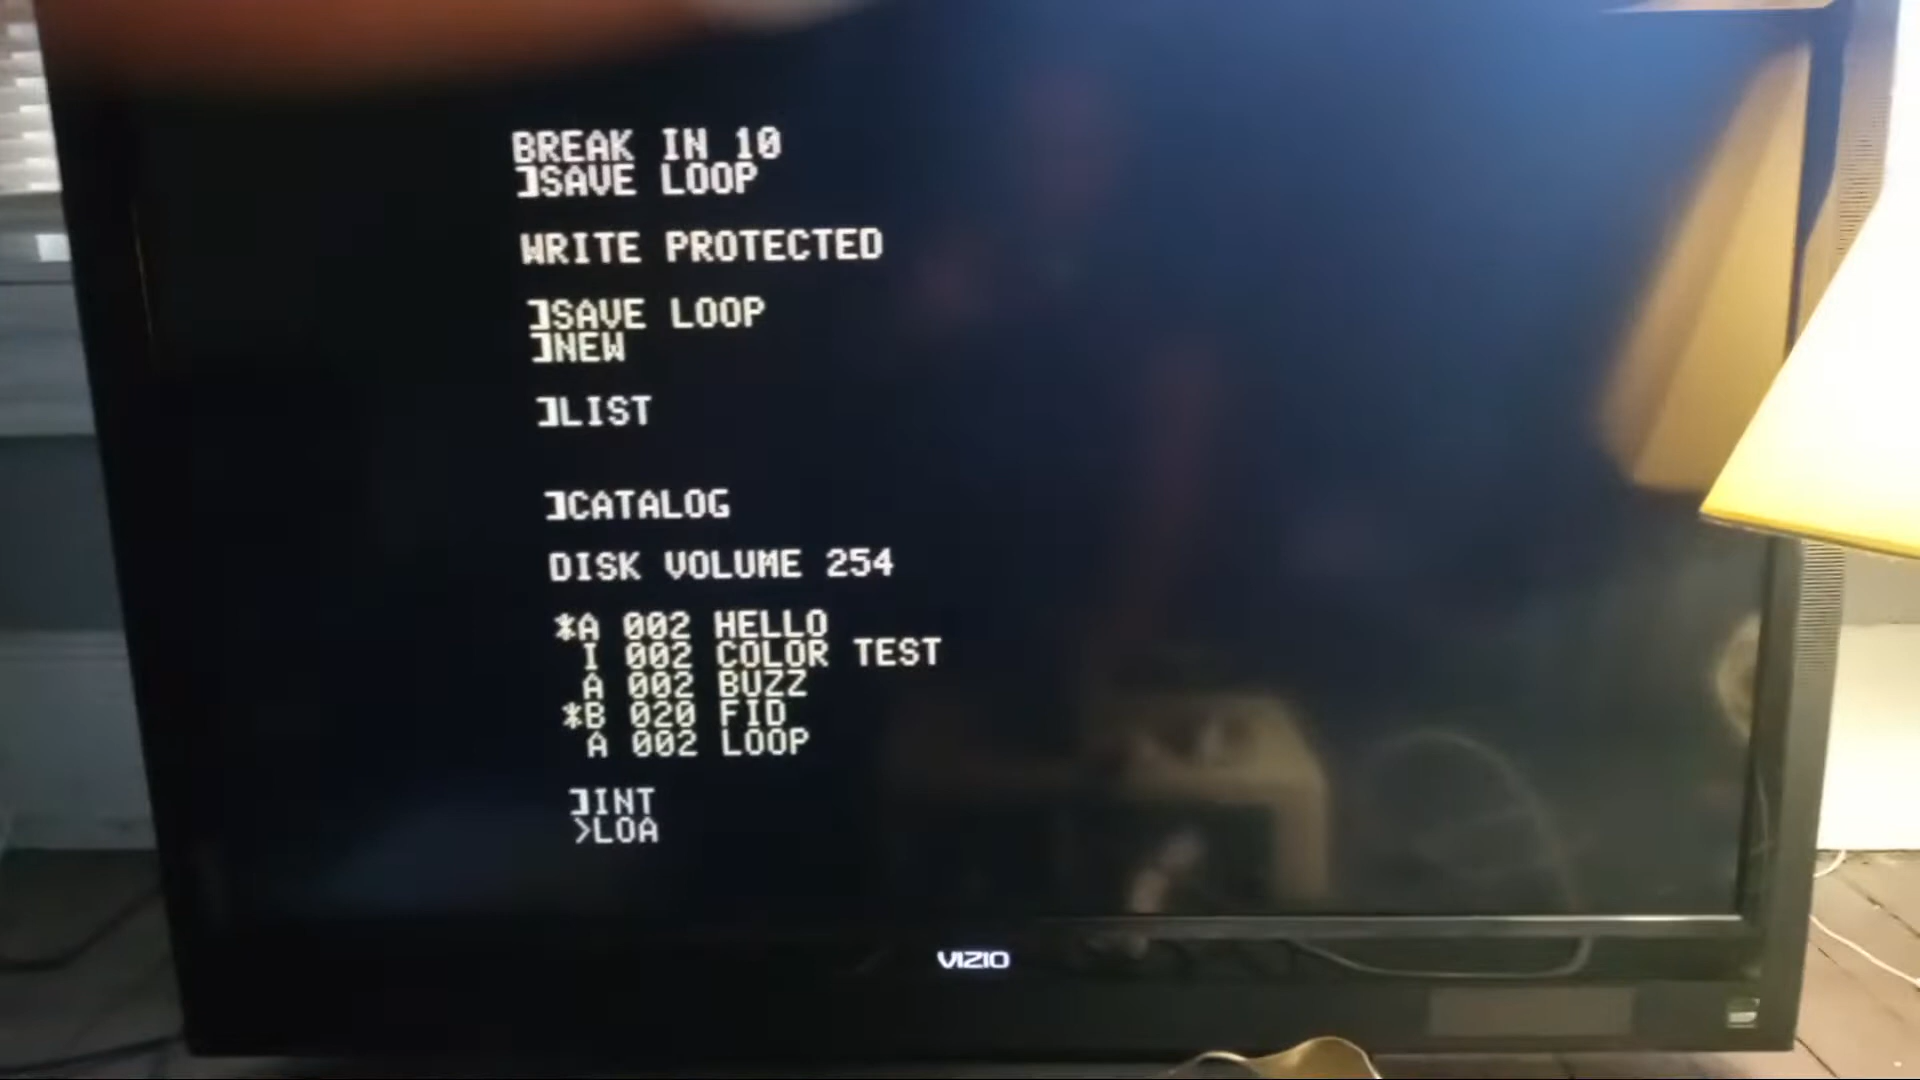 BREAK IN 10
]SAVE LOOP
WRITE PROTECTED
]SAVE LOOP
]NEW
]LIST
]CATALOG
DISK VOLUME 254
*A 002 HELLO
I 002 COLOR TEST
A 002 BUZZ
*B 020 FID
A 002 LOOP
]INT
>LOA
VIZIO